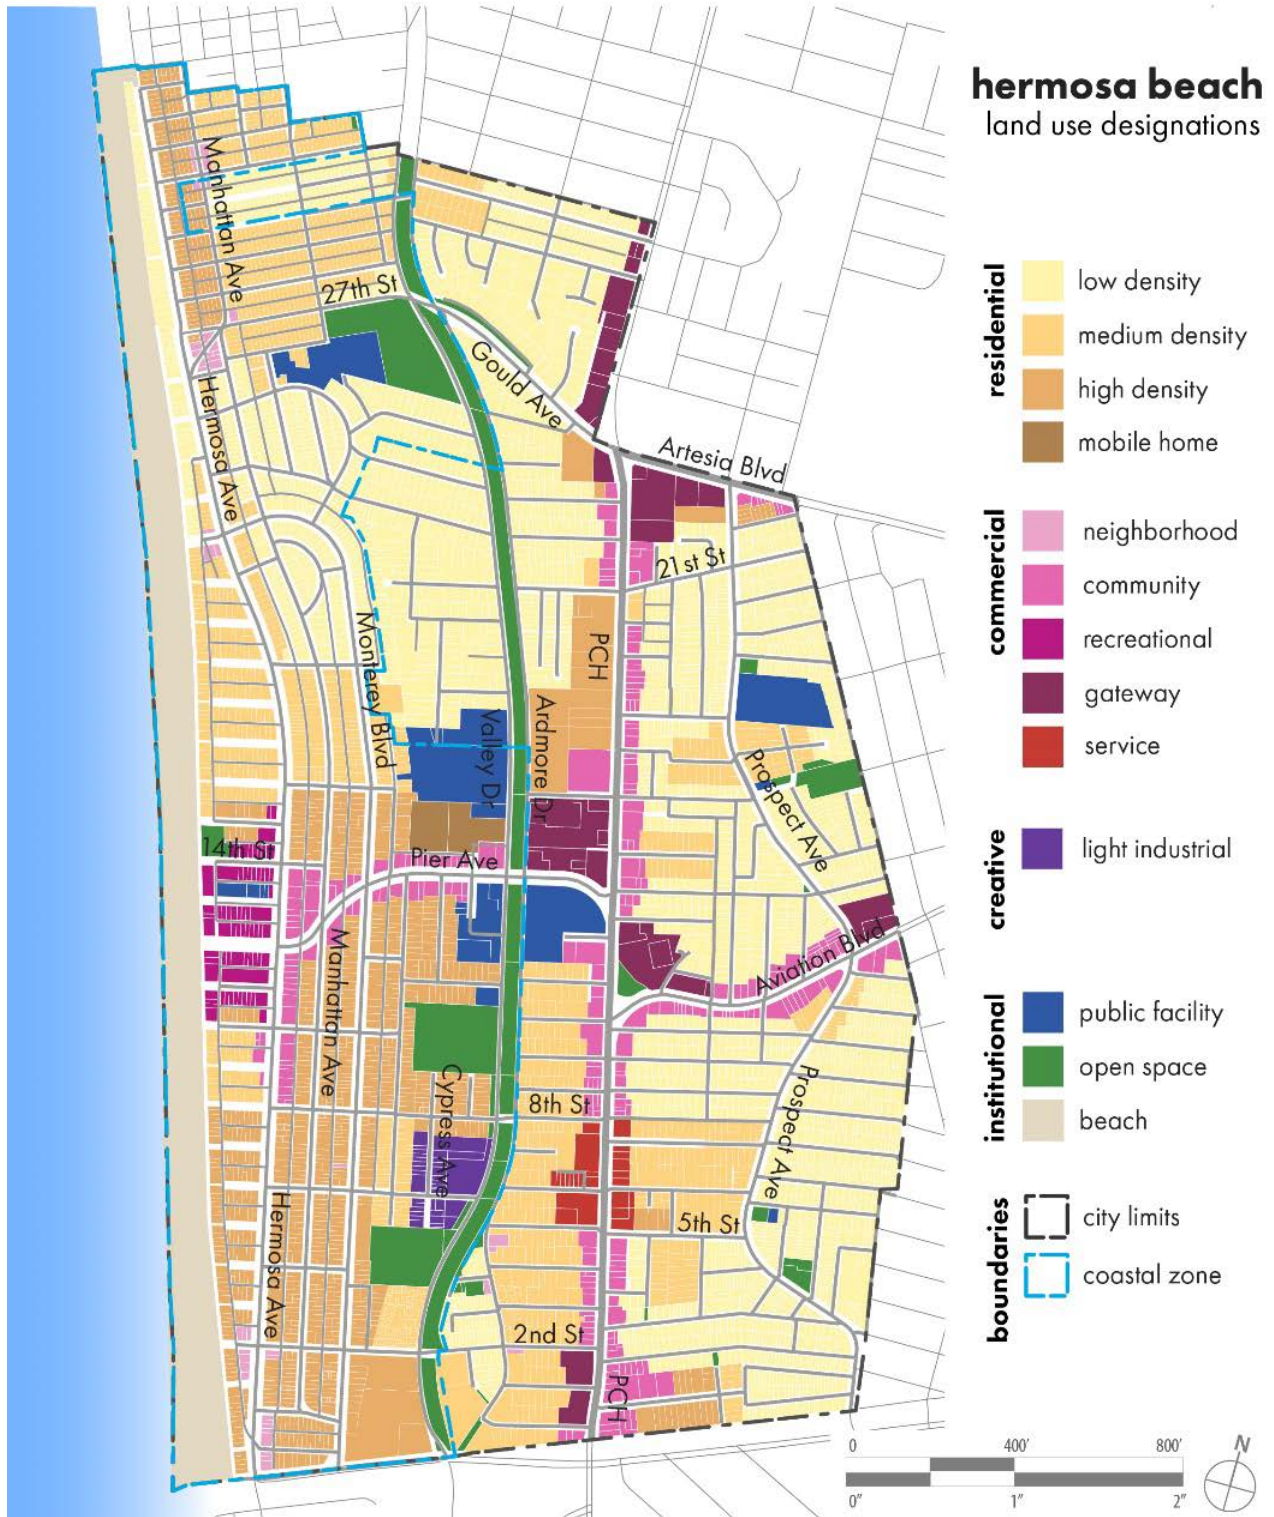 hermosa beach
land use designations
residential
low density
medium density
high density
mobile home
commercial
neighborhood
community
recreational
gateway
service
creative
light industrial
institutional
public facility
open space
beach
boundaries
city limits
coastal zone
0 400' 800'
0" 1" 2"
N
Manhattan Ave
27th St
Gould Ave
Hermosa Ave
Artesia Blvd
21st St
PCH
Monterey Blvd
Valley Dr
Ardmore Dr
Prospect Ave
14th St
Pier Ave
Manhattan Ave
Aviation Blvd
Cypress Ave
8th St
Prospect Ave
Hermosa Ave
5th St
2nd St
PCH